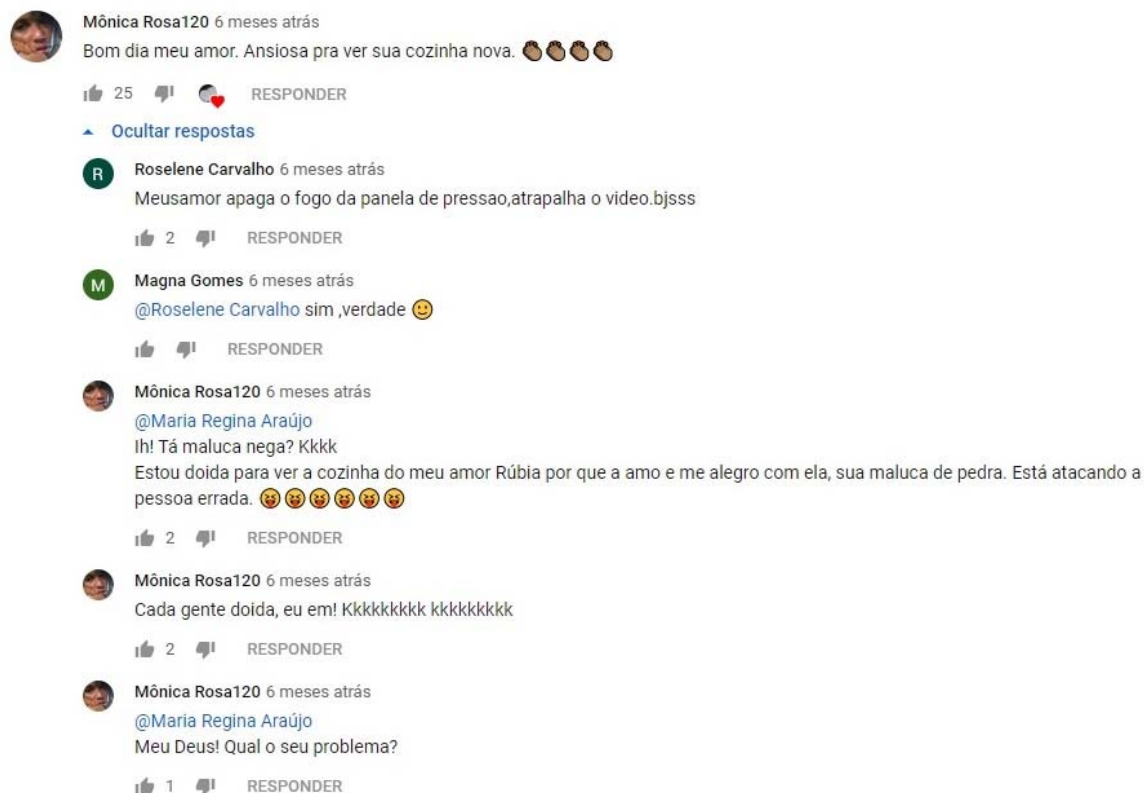 Mônica Rosa120 6 meses atrás
Bom dia meu amor. Ansiosa pra ver sua cozinha nova. 👏🏽👏🏽👏🏽👏🏽
25 RESPONDER
Ocultar respostas
R
Roselene Carvalho 6 meses atrás
Meusamor apaga o fogo da panela de pressao,atrapalha o video.bjsss
2 RESPONDER
M
Magna Gomes 6 meses atrás
@Roselene Carvalho sim ,verdade 🙂
RESPONDER
Mônica Rosa120 6 meses atrás
@Maria Regina Araújo
Ih! Tá maluca nega? Kkkk
Estou doida para ver a cozinha do meu amor Rúbia por que a amo e me alegro com ela, sua maluca de pedra. Está atacando a
pessoa errada. 😝😝😝😝😝😝
2 RESPONDER
Mônica Rosa120 6 meses atrás
Cada gente doida, eu em! Kkkkkkkkk kkkkkkkkk
2 RESPONDER
Mônica Rosa120 6 meses atrás
@Maria Regina Araújo
Meu Deus! Qual o seu problema?
1 RESPONDER